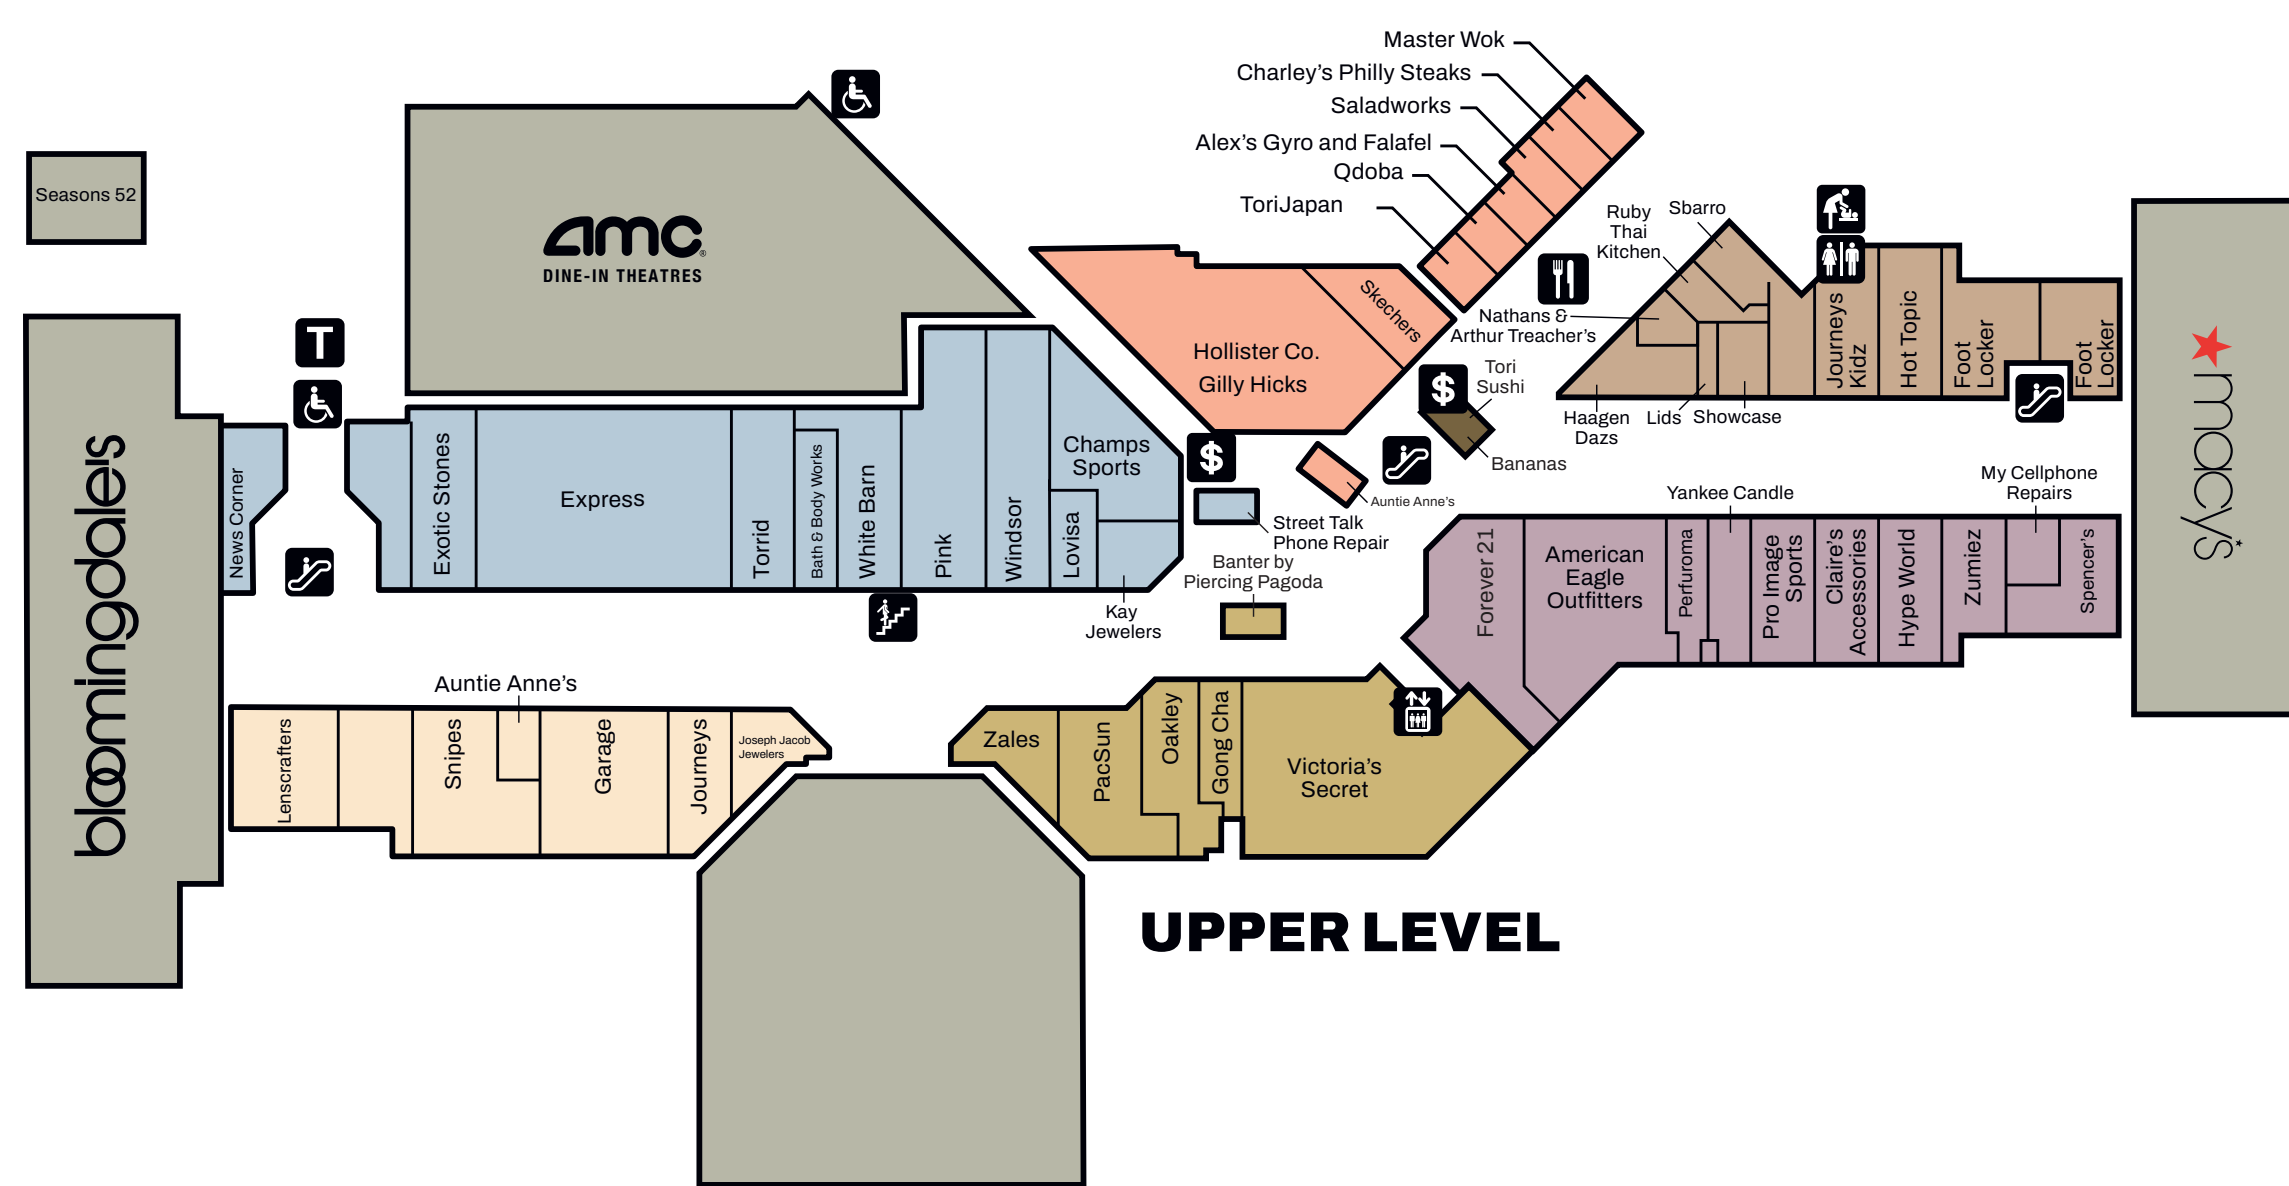 Master Wok
Charley's Philly Steaks
Saladworks
Alex's Gyro and Falafel
Qdoba
ToriJapan
Seasons 52
amc
DINE-IN THEATRES
Ruby
Thai
Kitchen
Sbarro
Skechers
Nathans &
Arthur Treacher's
Hollister Co.
Gilly Hicks
Tori
Sushi
Bananas
Journeys
Kidz
Hot Topic
Foot
Locker
Foot
Locker
Haagen
Dazs
Lids
Showcase
macy's
T
$
$
bloomingdale's
News Corner
Exotic Stones
Express
Torrid
Bath & Body Works
White Barn
Pink
Windsor
Champs
Sports
Lovisa
Kay
Jewelers
Auntie Anne's
Street Talk
Phone Repair
Banter by
Piercing Pagoda
Yankee Candle
My Cellphone
Repairs
Forever 21
American
Eagle
Outfitters
Perfuroma
Pro Image
Sports
Claire's
Accessories
Hype World
Zumiez
Spencer's
Auntie Anne's
Lenscrafters
Snipes
Garage
Journeys
Joseph Jacob
Jewelers
Zales
PacSun
Oakley
Gong Cha
Victoria's
Secret
UPPER LEVEL